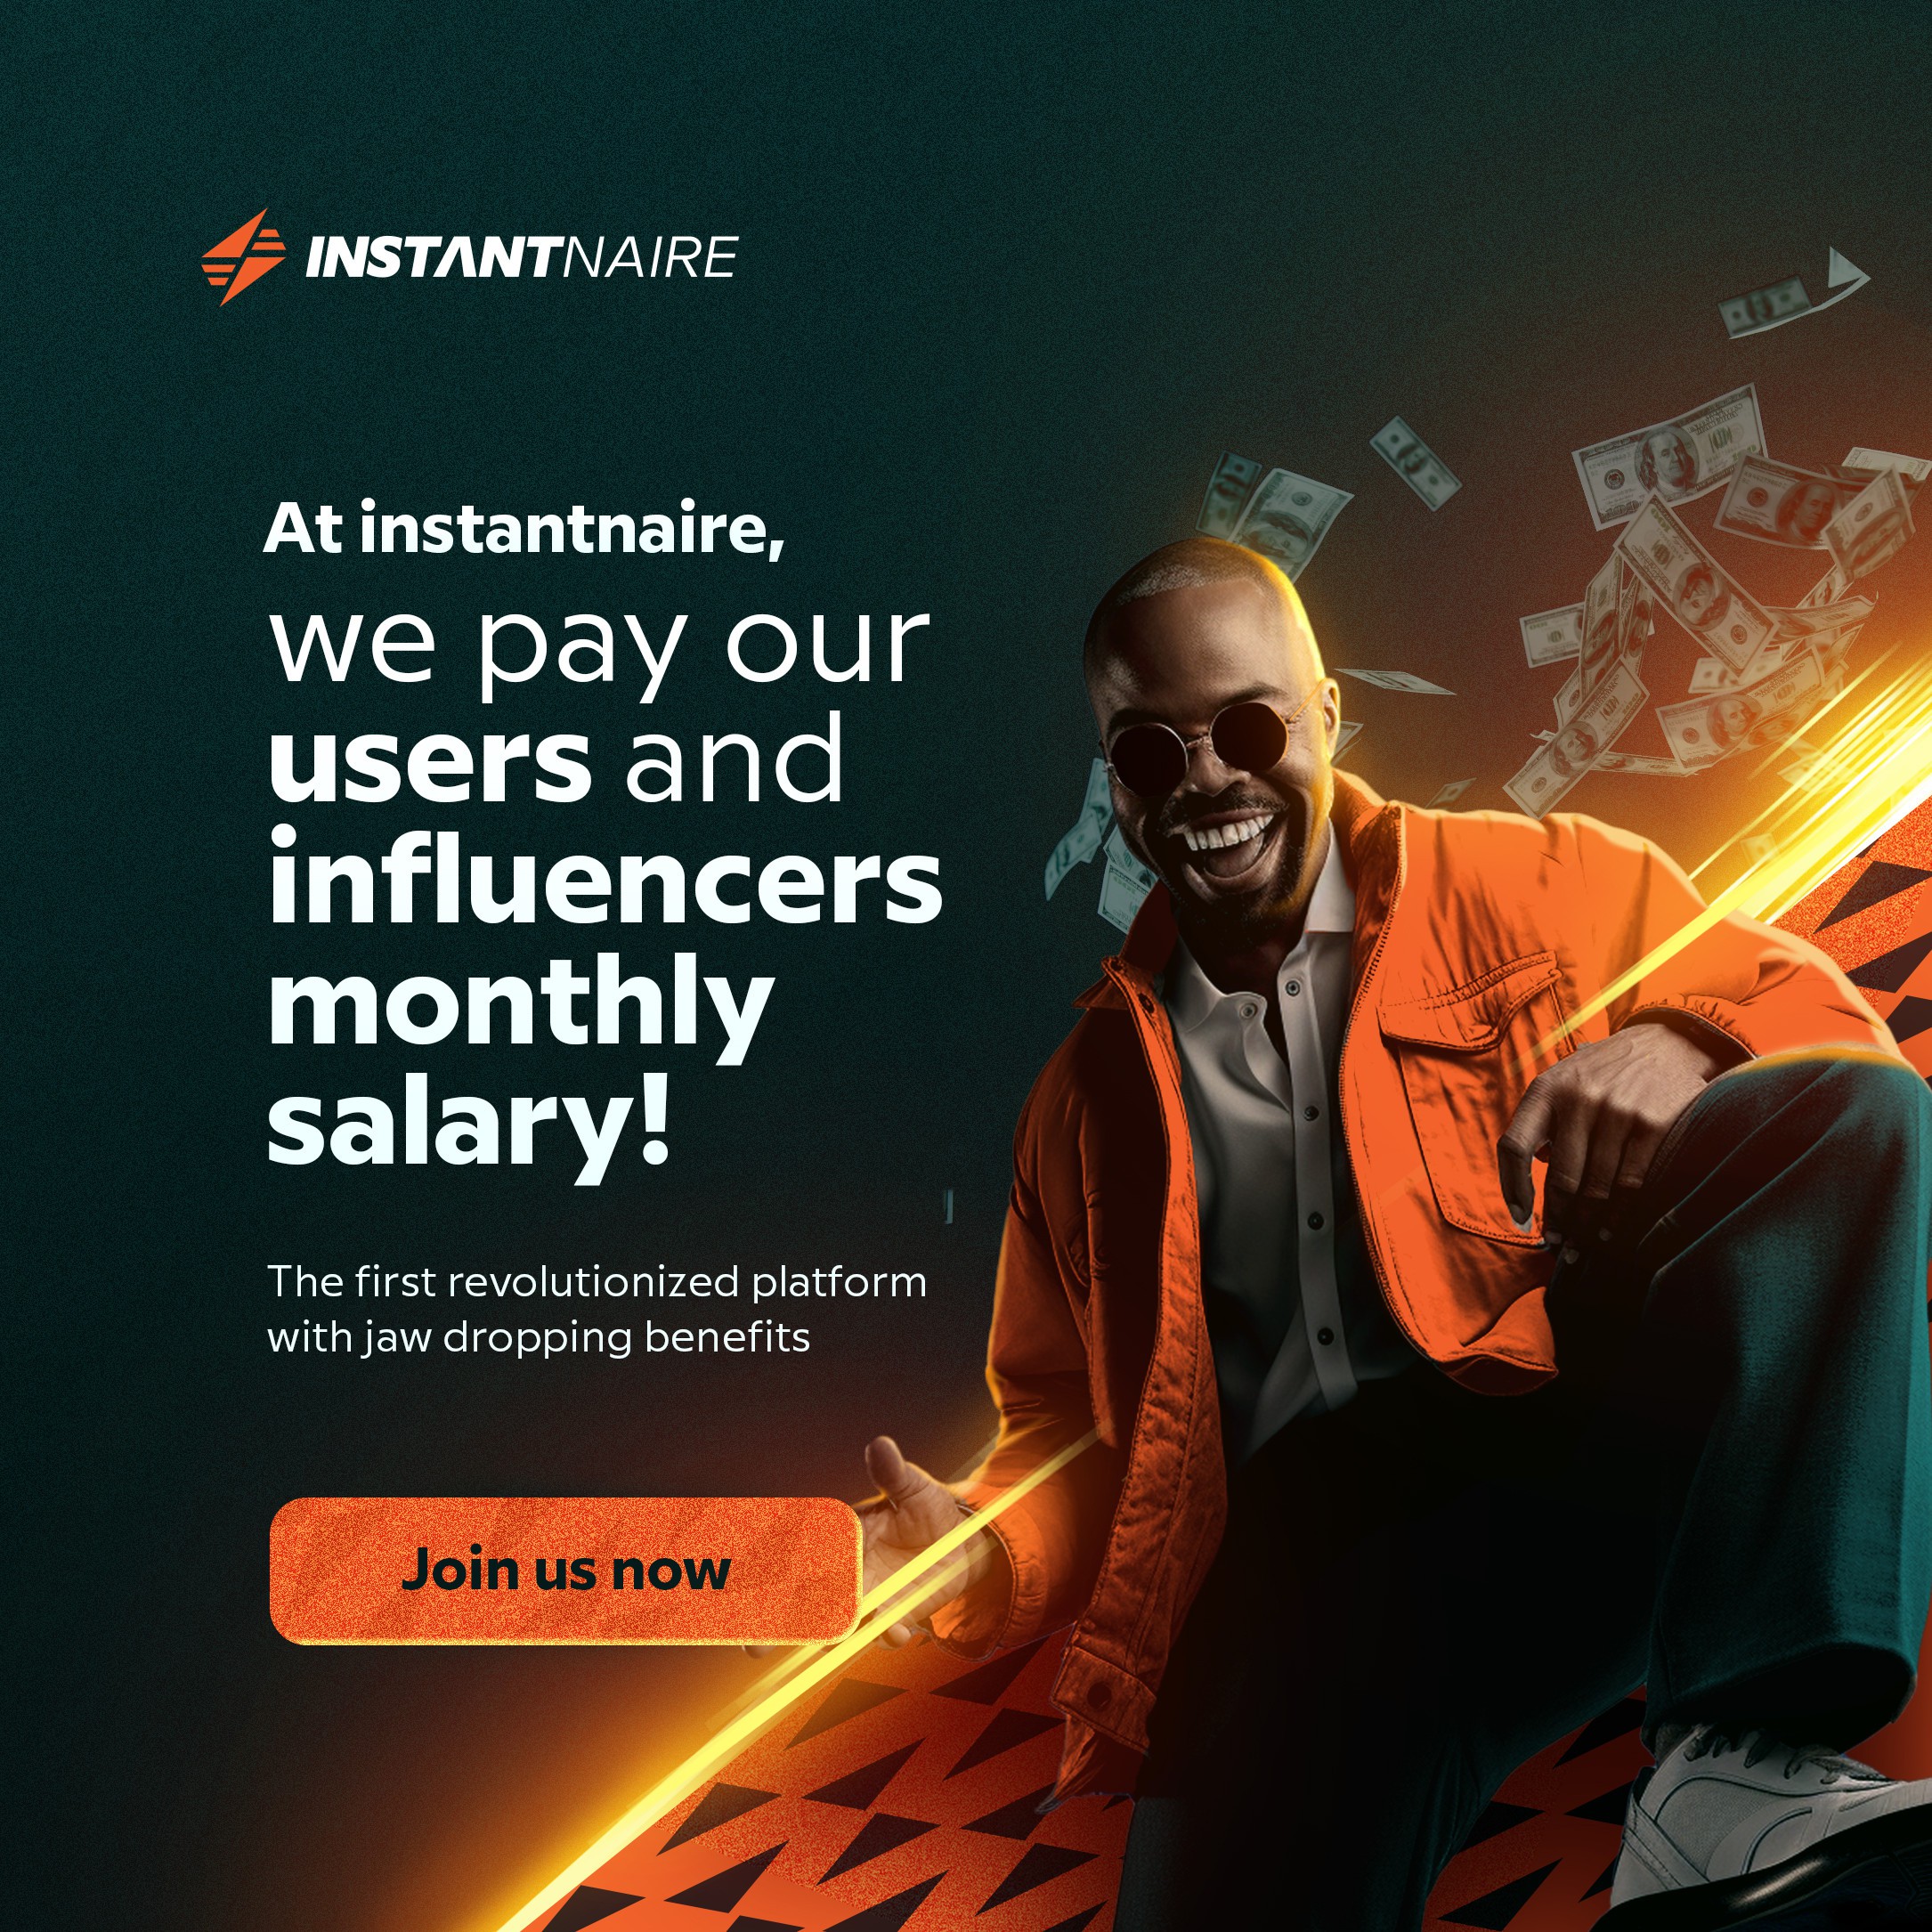 INSTANTNAIRE
At instantnaire,
we pay our
users and
influencers
monthly
salary!
The first revolutionized platform
with jaw dropping benefits
Join us now